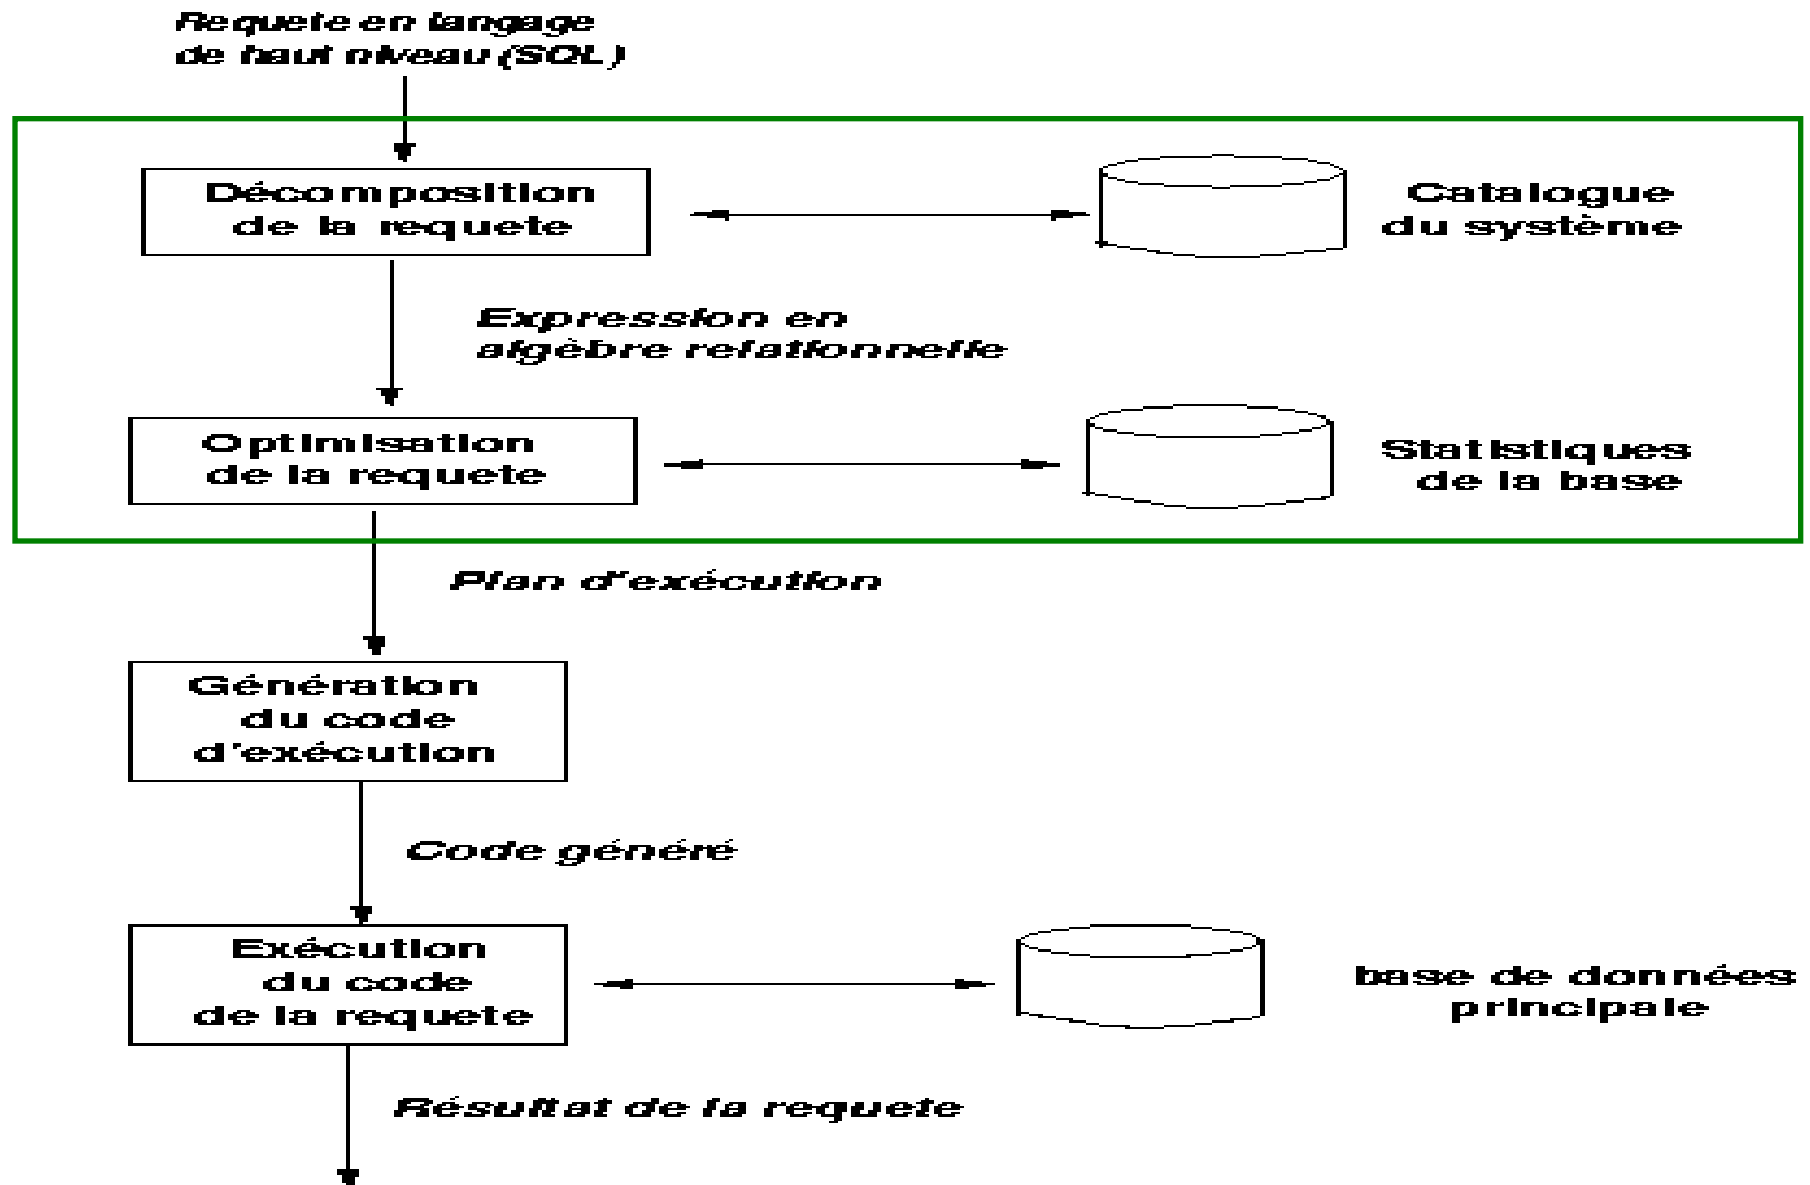 Requete en langage
de haut niveau (SQL)
Décomposition
de la requete
Catalogue
du système
Expression en
algèbre relationnelle
Optimisation
de la requete
Statistiques
de la base
Plan d'exécution
Génération
du code
d'exécution
Code généré
Exécution
du code
de la requete
base de données
principale
Résultat de la requete